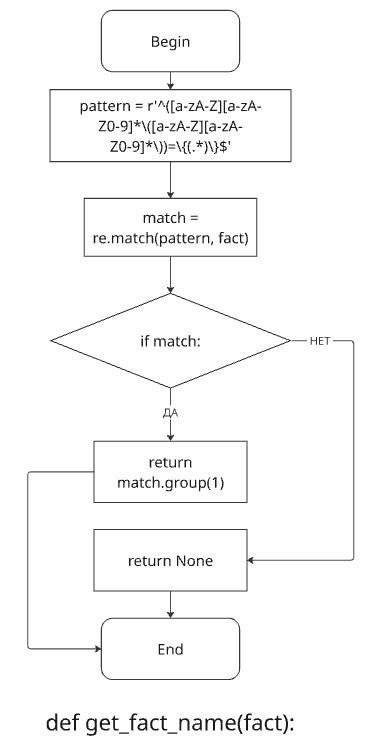 Begin
pattern = r'^([a-zA-Z][a-zA-
Z0-9]*\([a-zA-Z][a-zA-
Z0-9]*\))=\{(.*)\}$'
match =
re.match(pattern, fact)
if match:
НЕТ
ДА
return
match.group(1)
return None
End
def get_fact_name(fact):